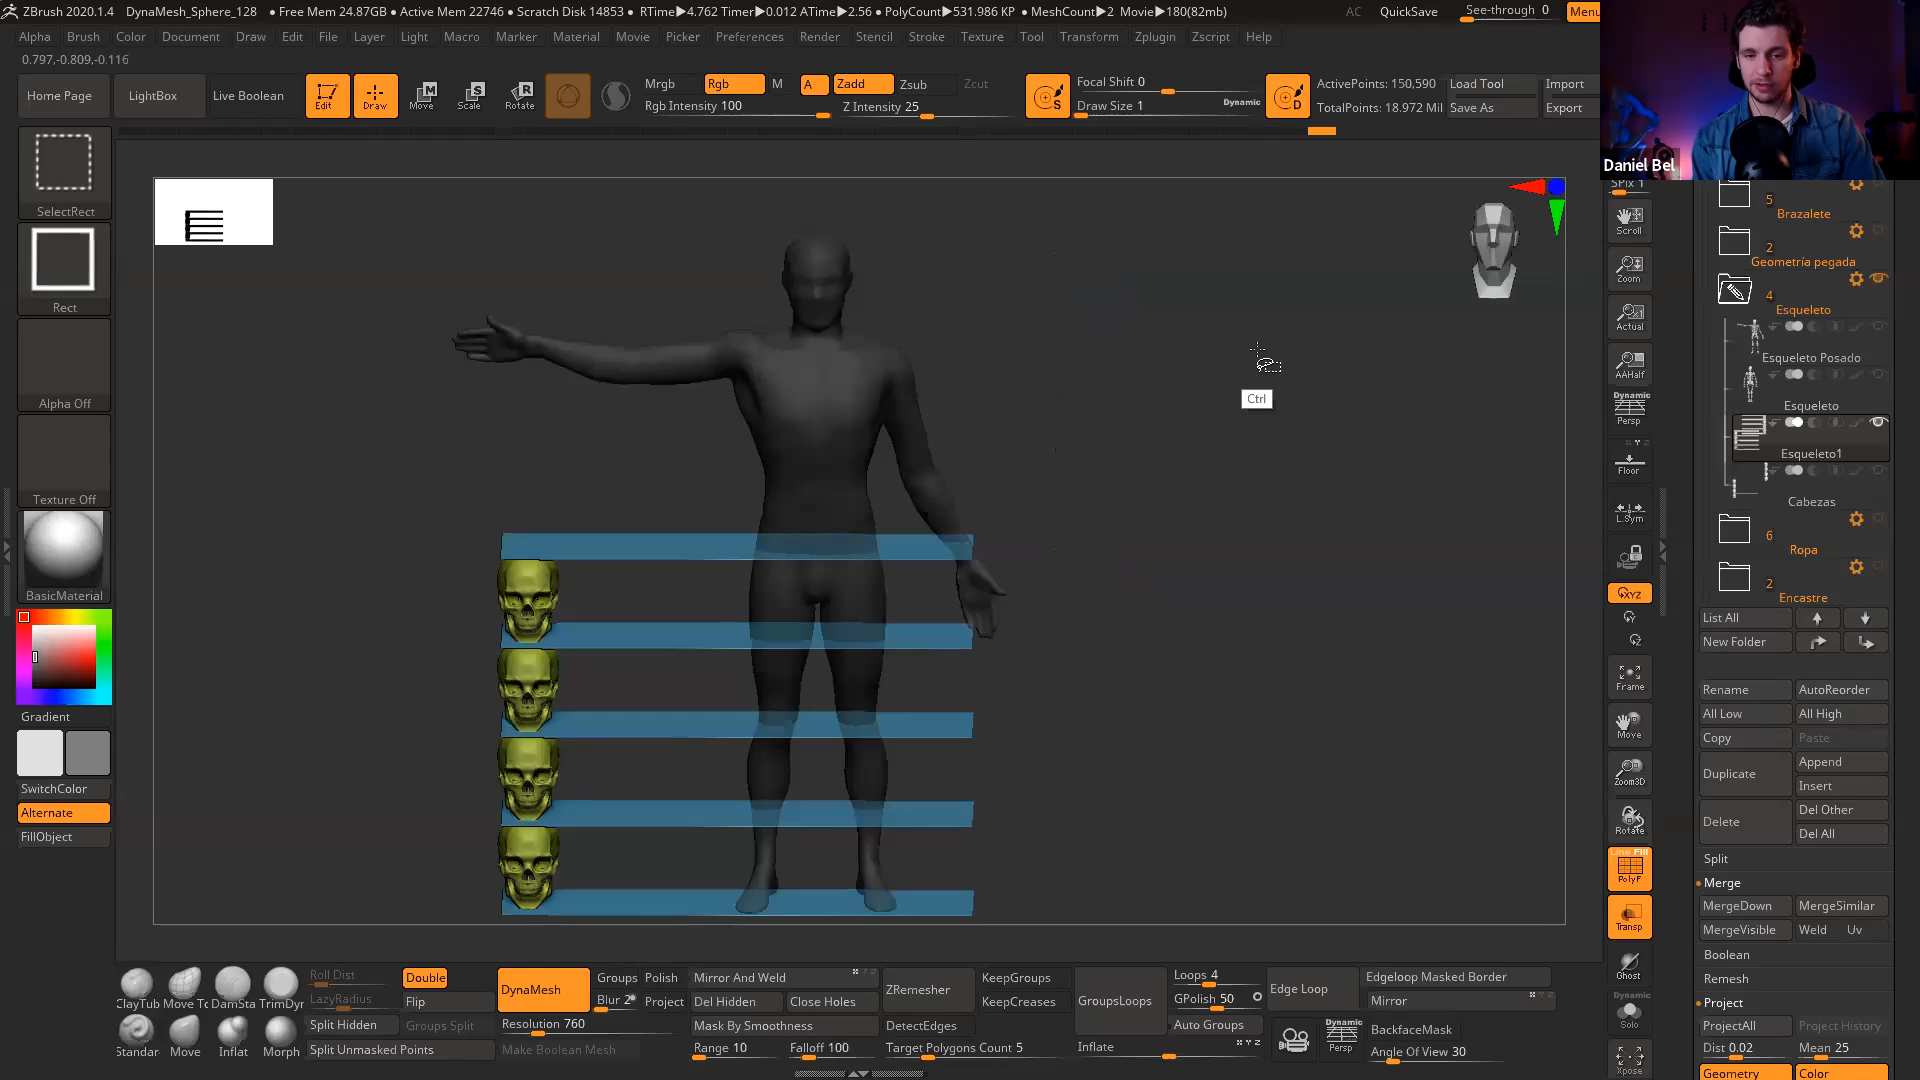 ZBrush 2020.1.4 DynaMesh_Sphere_128 ● Free Mem 24.87GB ● Active Mem 22746 ● Scratch Disk 14853 ● RTime▶4.762 Timer▶0.012 ATime▶2.56 ● PolyCount▶531.986 KP ● MeshCount▶2 Movie▶180(82mb) AC QuickSave See-through 0 Menu
Alpha Brush Color Document Draw Edit File Layer Light Macro Marker Material Movie Picker Preferences Render Stencil Stroke Texture Tool Transform Zplugin Zscript Help
0.797,-0.809,-0.116
Home Page LightBox Live Boolean Edit Draw Move Scale Rotate
Mrgb Rgb M A Zadd Zsub Zcut
Rgb Intensity 100 Z Intensity 25
S Focal Shift 0
Draw Size 1 Dynamic
D ActivePoints: 150,590 Load Tool Import
TotalPoints: 18.972 Mil Save As Export
Daniel Bel
SelectRect
Rect
Alpha Off
Texture Off
BasicMaterial
Gradient
SwitchColor
Alternate
FillObject
Ctrl
SPix 1
Scroll
Zoom
Actual
AAHalf
Dynamic
Persp
Floor
L.Sym
XYZ
Frame
Move
Zoom3D
Rotate
Line Fill
PolyF
Transp
Ghost
Dynamic
Solo
Xpose
5
Brazalete
2
Geometría pegada
4
Esqueleto
Esqueleto Posado
Esqueleto
Esqueleto1
Cabezas
6
Ropa
2
Encastre
List All
New Folder
Rename AutoReorder
All Low All High
Copy Paste
Duplicate Append
Insert
Delete Del Other
Del All
Split
Merge
MergeDown MergeSimilar
MergeVisible Weld Uv
Boolean
Remesh
Project
ProjectAll Project History
Dist 0.02 Mean 25
Geometry Color
ClayTub Move To DamSta TrimDyn
Standar Move Inflat Morph
Roll Dist Double
LazyRadius Flip
Split Hidden Groups Split
Split Unmasked Points
DynaMesh Groups Polish
Blur 2 Project
Resolution 760
Make Boolean Mesh
Mirror And Weld
Del Hidden Close Holes
Mask By Smoothness
Range 10 Falloff 100
ZRemesher KeepGroups
KeepCreases
DetectEdges
Target Polygons Count 5
GroupsLoops Loops 4
GPolish 50
Auto Groups
Inflate
Edge Loop Edgeloop Masked Border
Mirror
Dynamic
Persp
BackfaceMask
Angle Of View 30